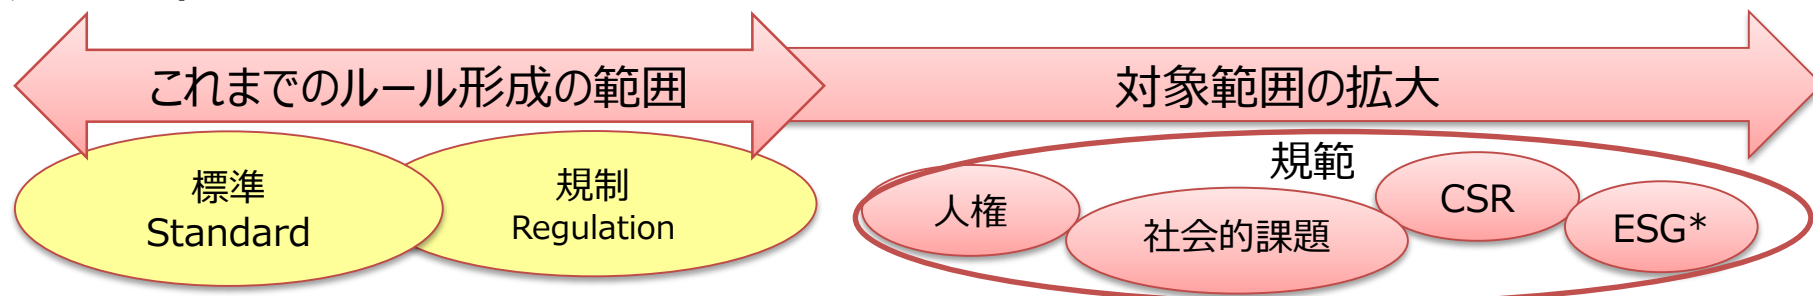 これまでのルール形成の範囲
対象範囲の拡大
標準
Standard
規制
Regulation
規範
人権
社会的課題
CSR
ESG*